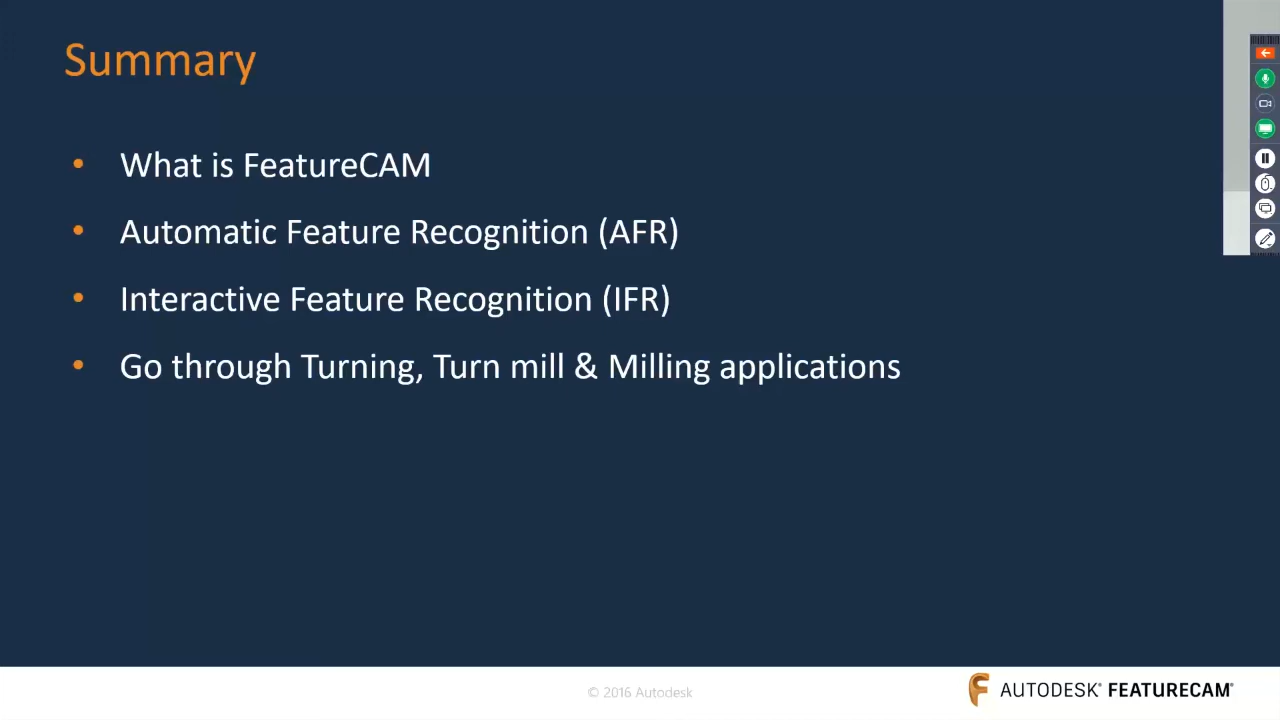 Summary
• What is FeatureCAM
• Automatic Feature Recognition (AFR)
• Interactive Feature Recognition (IFR)
• Go through Turning, Turn mill & Milling applications
© 2016 Autodesk
AUTODESK® FEATURECAM®